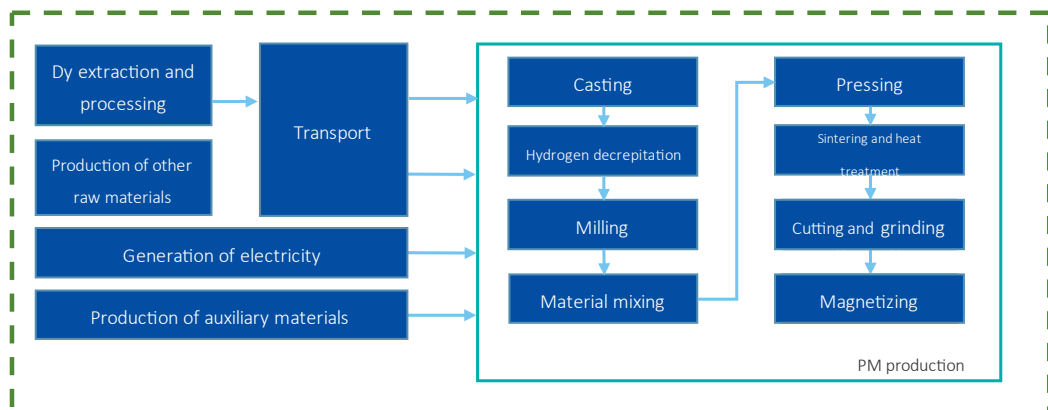 Dy extraction and
processing
Production of other
raw materials
Transport
Generation of electricity
Production of auxiliary materials
Casting
Hydrogen decrepitation
Milling
Material mixing
Pressing
Sintering and heat
treatment
Cutting and grinding
Magnetizing
PM production